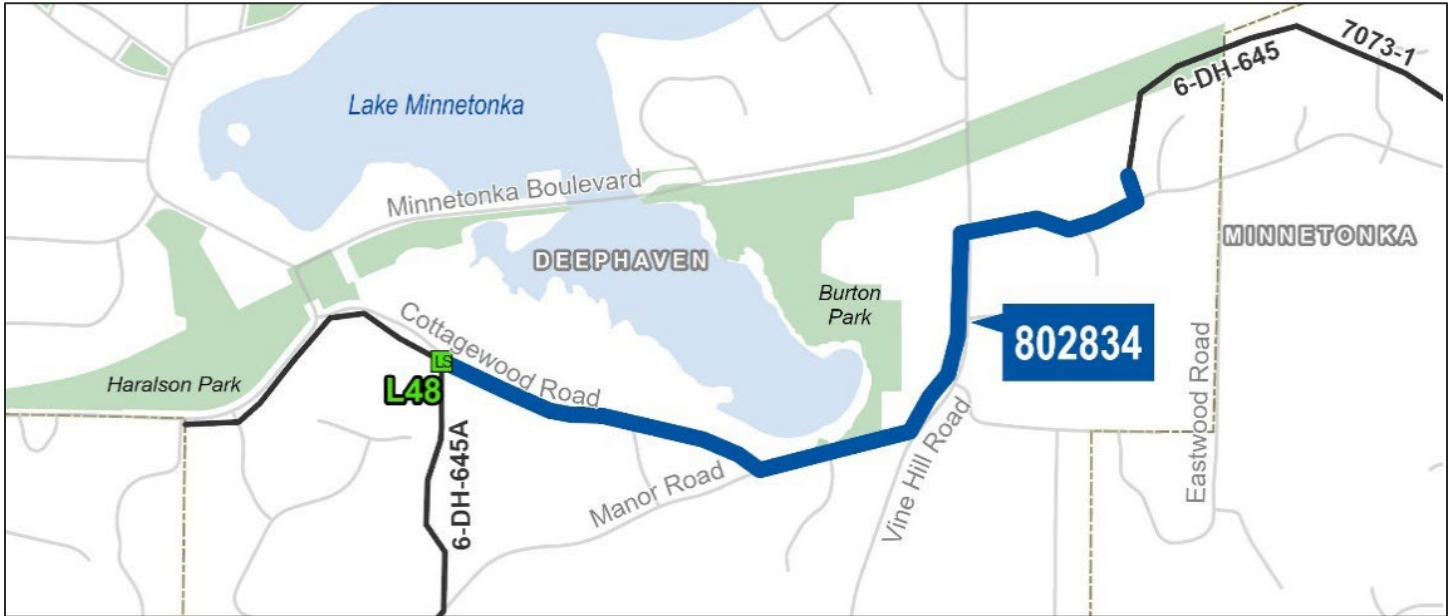 7073-1
6-DH-645
Lake Minnetonka
Minnetonka Boulevard
MINNETONKA
DEEPHAVEN
Burton
Park
802834
Cottagewood Road
LS
Haralson Park
L48
Eastwood Road
6-DH-645A
Manor Road
Vine Hill Road